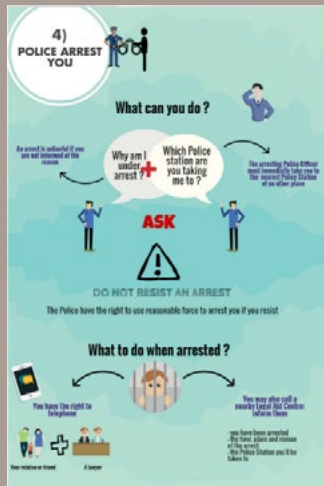 4)
POLICE ARREST
YOU
What can you do ?
An arrest is unlawful if you
are not informed of the
reason
Why am I
under
arrest ?
+
Which Police
station are
you taking
me to ?
The arresting Police Officer
must immediately take you to
the nearest Police Station
or no other place
ASK
!
DO NOT RESIST AN ARREST
The Police have the right to use reasonable force to arrest you if you resist
What to do when arrested ?
You have the right to
telephone
You may also call a
nearby Legal Aid Centre:
inform them
- you have been arrested
- the time, place and reason
of the arrest
- the Police Station you'll be
taken to
Your relative or friend
A lawyer